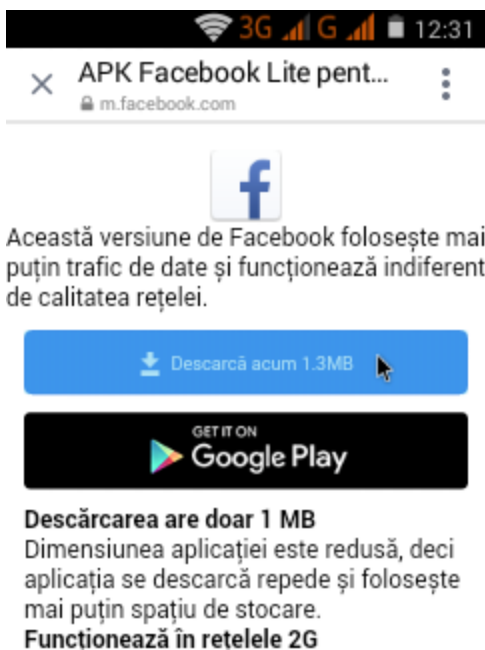 3G G 12:31
APK Facebook Lite pent...
m.facebook.com
f
Această versiune de Facebook folosește mai
puțin trafic de date și funcționează indiferent
de calitatea rețelei.
Descarcă acum 1.3MB
GET IT ON
Google Play
Descărcarea are doar 1 MB
Dimensiunea aplicației este redusă, deci
aplicația se descarcă repede și folosește
mai puțin spațiu de stocare.
Funcționează în rețelele 2G